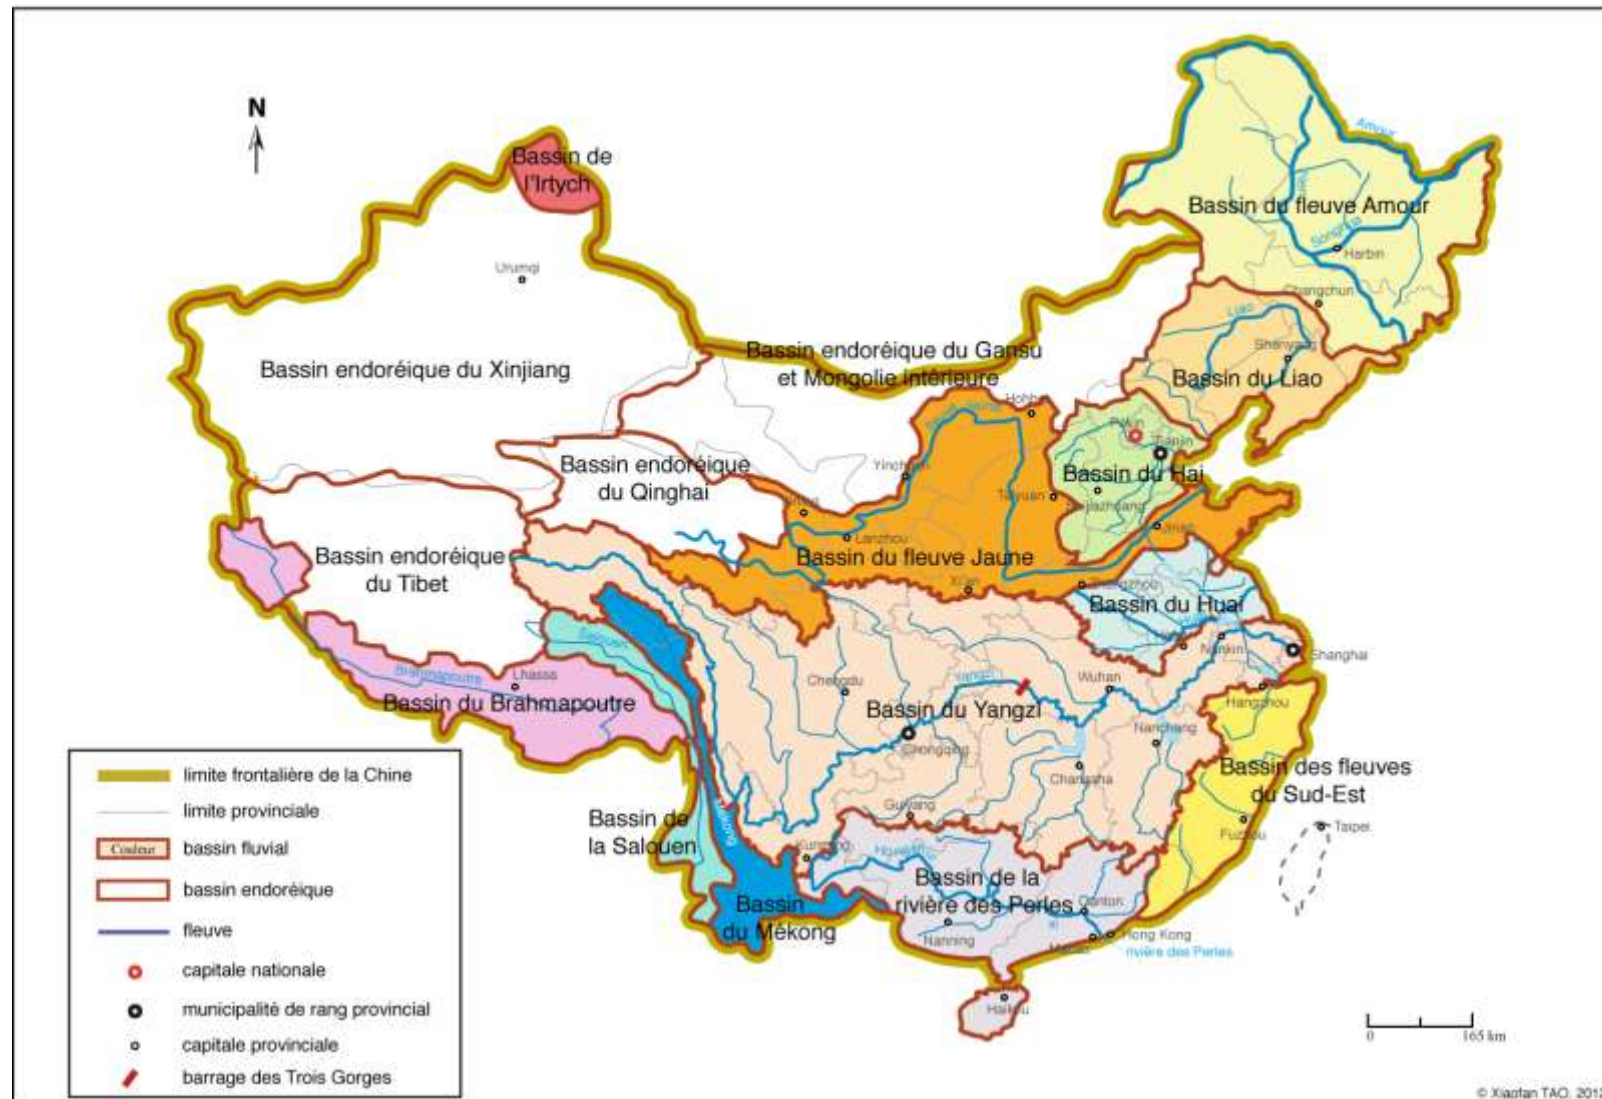 N
Bassin de
l'Irtych
Amour
Bassin du fleuve Amour
Songhua
Harbin
Urumqi
Changchun
Liao
Shenyang
Bassin endoréique du Gansu
et Mongolie intérieure
Bassin endoréique du Xinjiang
Bassin du Liao
Pékin
Tianjin
Bassin endoréique
du Qinghai
Yinchuan
Bassin du Hai
Taiyuan
Jinan
Lanzhou
Bassin du fleuve Jaune
Bassin endoréique
du Tibet
Xi'an
Bassin du Huai
Nankin
Shanghai
Brahmapoutre
Lhassa
Chengdu
Yangzi
Wuhan
Hangzhou
Bassin du Brahmapoutre
Bassin du Yangzi
Chongqing
Nanchang
Changsha
Bassin des fleuves
du Sud-Est
Guiyang
Bassin de
la Salouen
Fuzhou
Taipei
Kunming
Bassin de la
rivière des Perles
Canton
Bassin
du Mékong
Nanning
Hong Kong
rivière des Perles
Haikou
limite frontalière de la Chine
limite provinciale
Couleur
bassin fluvial
bassin endoréique
fleuve
capitale nationale
municipalité de rang provincial
capitale provinciale
barrage des Trois Gorges
0 165 km
© Xiaofan TAO, 2012